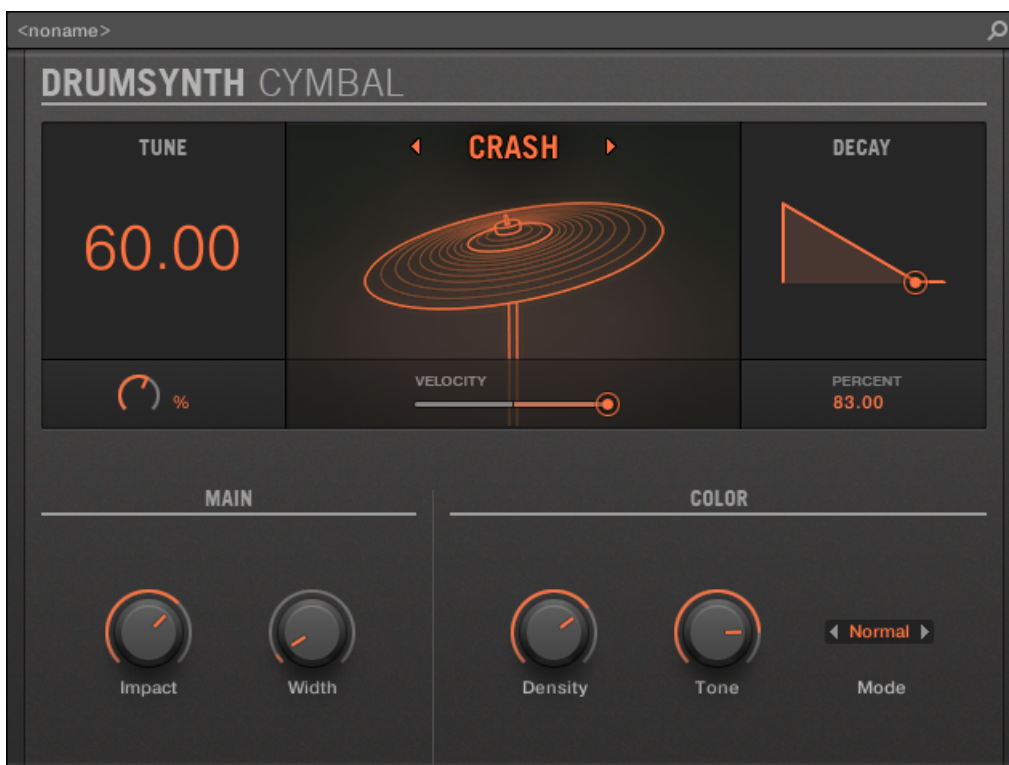 <noname>
DRUMSYNTH CYMBAL
TUNE
CRASH
DECAY
60.00
%
VELOCITY
PERCENT
83.00
MAIN
COLOR
Impact
Width
Density
Tone
Normal
Mode